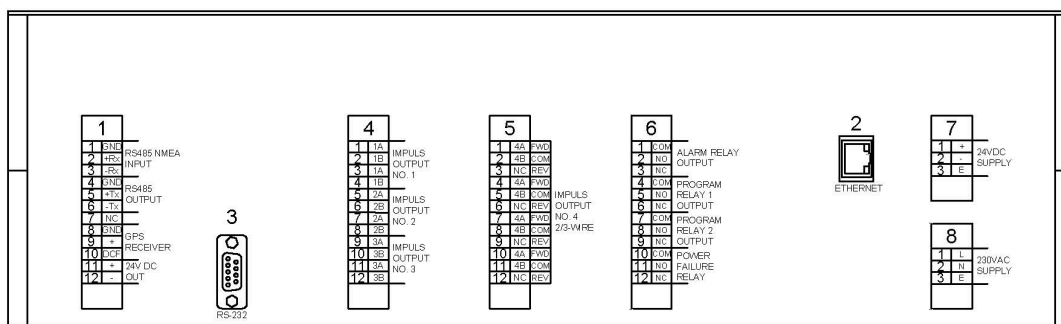 1
1 GND
2 +Rx
3 -Rx
RS485 NMEA
INPUT
4 GND
5 +Tx
6 -Tx
RS485
OUTPUT
7 NC
8 GND
9 +
10 DCF
GPS
RECEIVER
11 +
12 -
24V DC
OUT
3
RS-232
4
1 1A
2 1B
3 1A
4 1B
IMPULS
OUTPUT
NO. 1
5 2A
6 2B
7 2A
8 2B
IMPULS
OUTPUT
NO. 2
9 3A
10 3B
11 3A
12 3B
IMPULS
OUTPUT
NO. 3
5
1 4A FWD
2 4B COM
3 NC REV
4 4A FWD
5 4B COM
6 NC REV
7 4A FWD
8 4B COM
9 NC REV
10 4A FWD
11 4B COM
12 NC REV
IMPULS
OUTPUT
NO. 4
2/3-WIRE
6
1 COM
2 NO
3 NC
ALARM RELAY
OUTPUT
4 COM
5 NO
6 NC
PROGRAM
RELAY 1
OUTPUT
7 COM
8 NO
9 NC
PROGRAM
RELAY 2
OUTPUT
10 COM
11 NO
12 NC
POWER
FAILURE
RELAY
2
ETHERNET
7
1 +
2 -
3 E
24VDC
SUPPLY
8
1 L
2 N
3 E
230VAC
SUPPLY